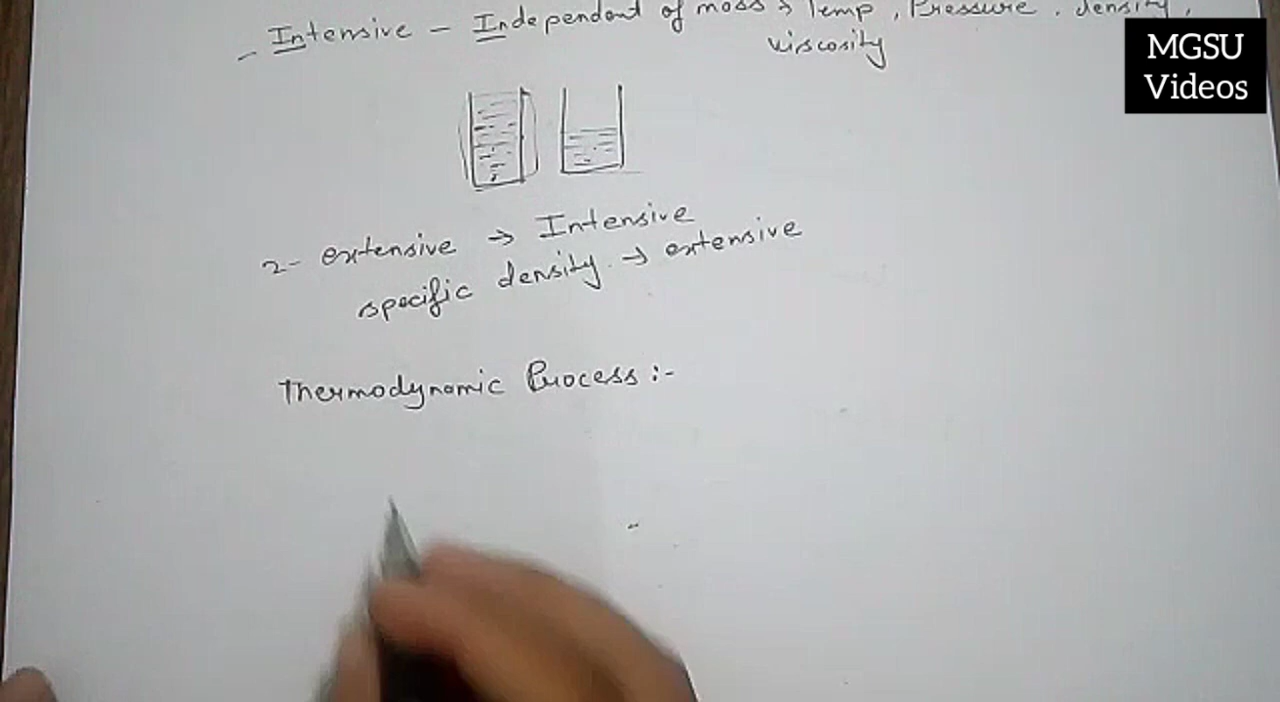 - Intensive - Independent of mass → Temp, Pressure, density,
viscosity
MGSU
Videos
2- extensive → Intensive
specific density. → extensive
Thermodynamic Process :-